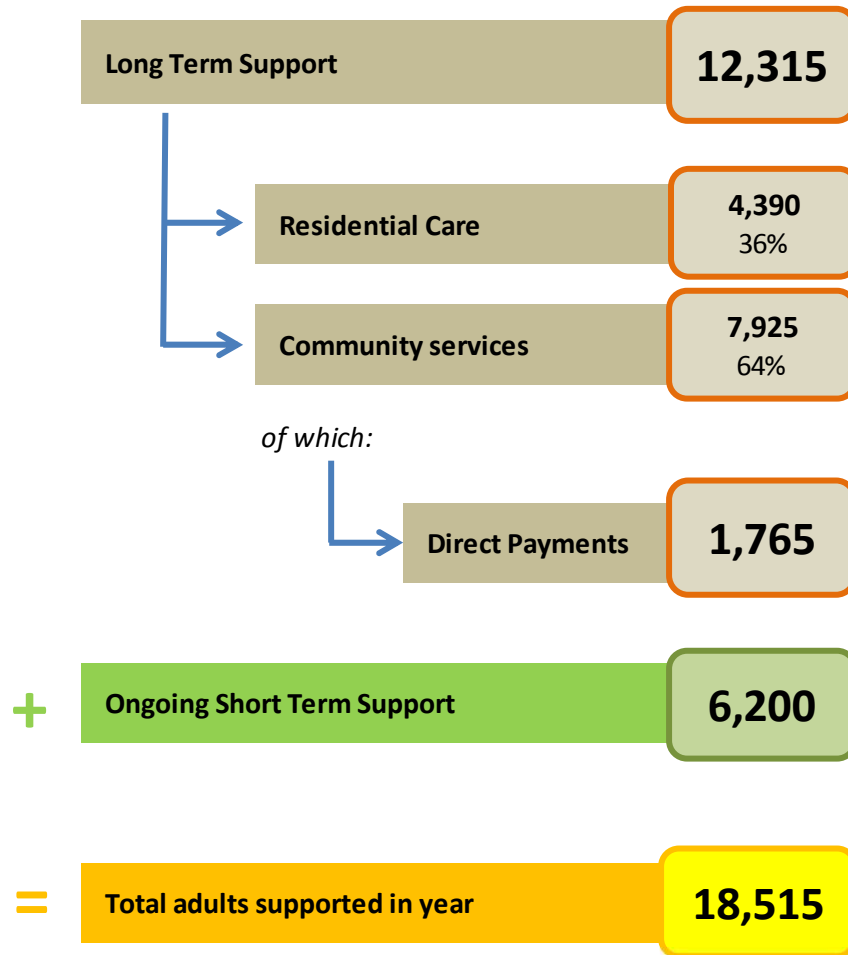 Long Term Support 12,315
Residential Care 4,390
36%
Community services 7,925
64%
of which:
Direct Payments 1,765
+ Ongoing Short Term Support 6,200
= Total adults supported in year 18,515